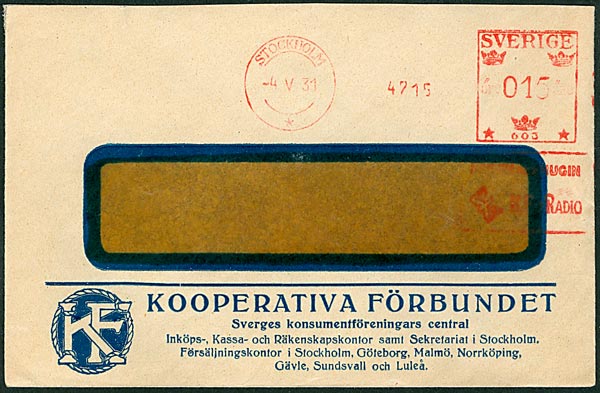 STOCKHOLM
-4 V 31
4715
SVERIGE
015
603
RADIO
KF
KOOPERATIVA FÖRBUNDET
Sverges konsumentföreningars central
Inköps-, Kassa- och Räkenskapskontor samt Sekretariat i Stockholm.
Försäljningskontor i Stockholm, Göteborg, Malmö, Norrköping,
Gävle, Sundsvall och Luleå.